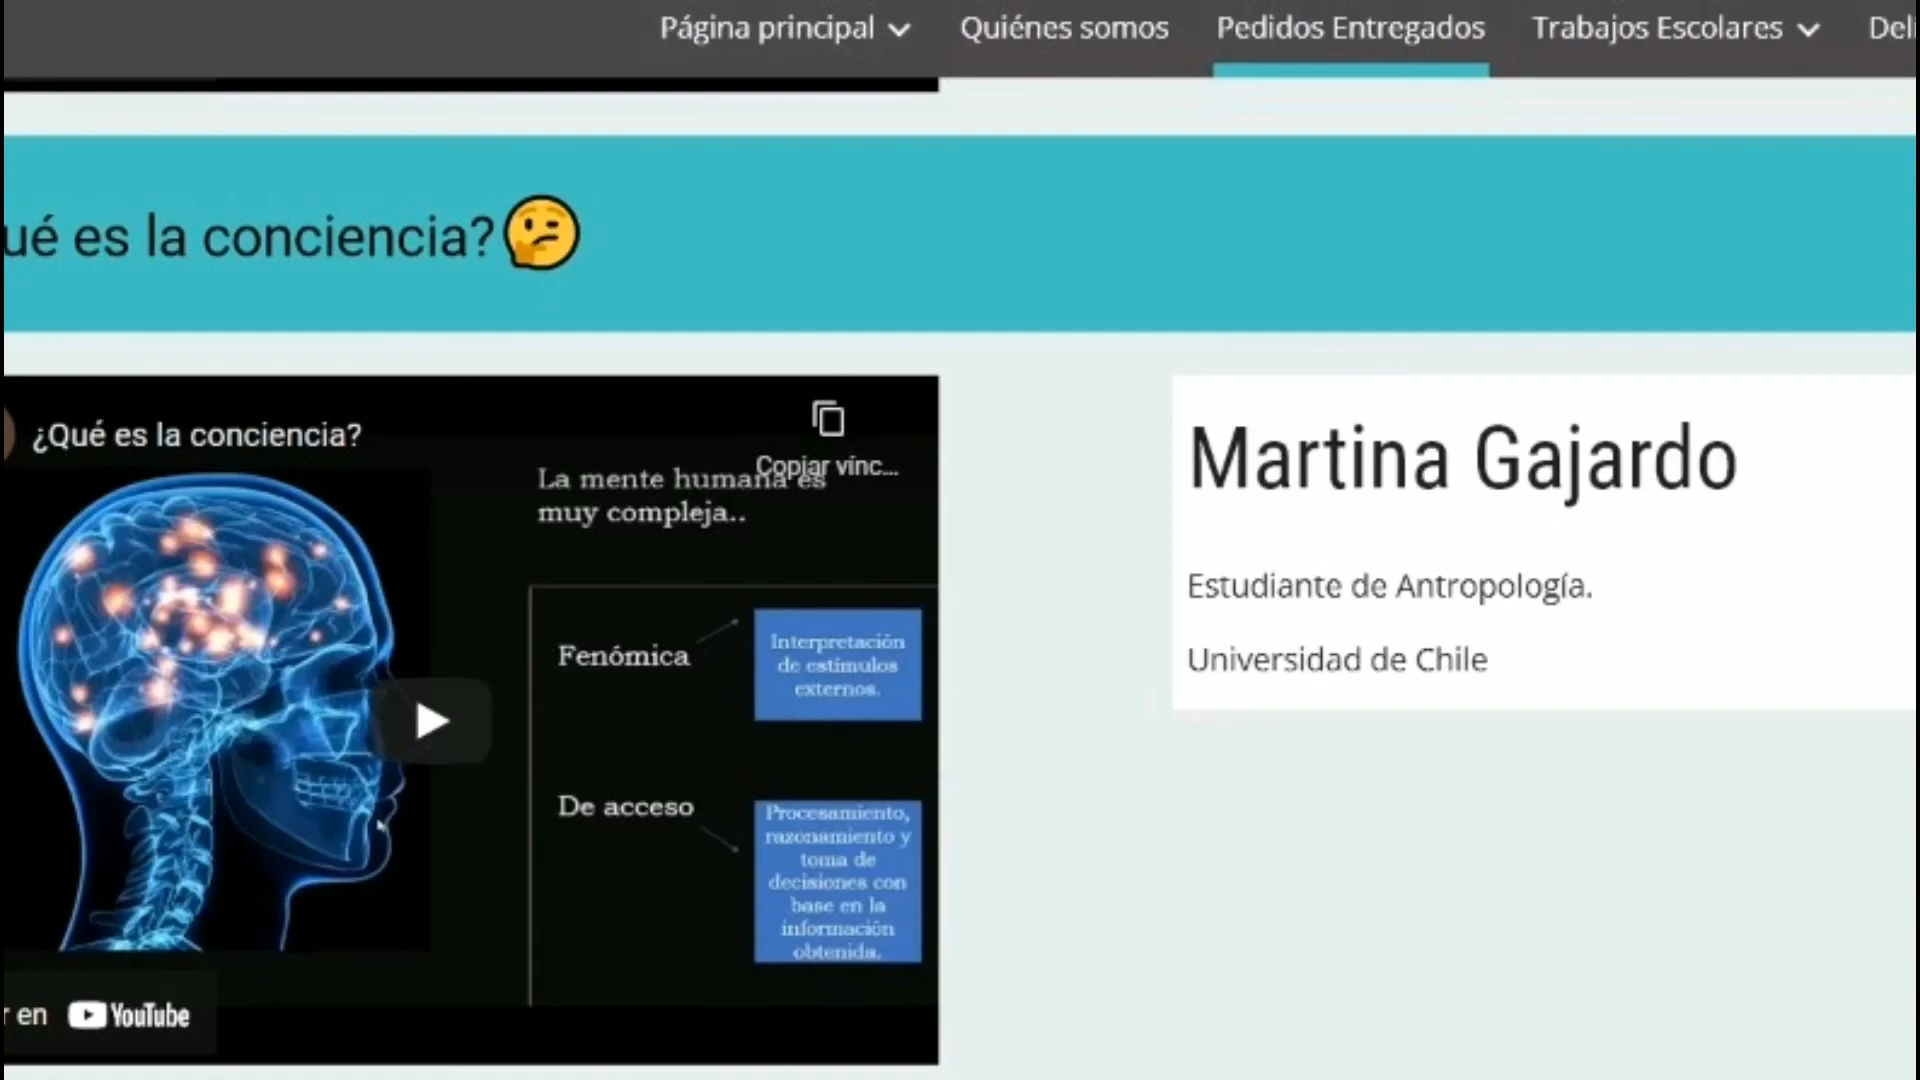 Página principal
Quiénes somos
Pedidos Entregados
Trabajos Escolares
Deli
ué es la conciencia?
¿Qué es la conciencia?
Copiar vínc...
La mente humana es
muy compleja..
Fenómica
Interpretación
de estímulos
externos.
De acceso
Procesamiento,
razonamiento y
toma de
decisiones con
base en la
información
obtenida.
r en YouTube
Martina Gajardo
Estudiante de Antropología.
Universidad de Chile